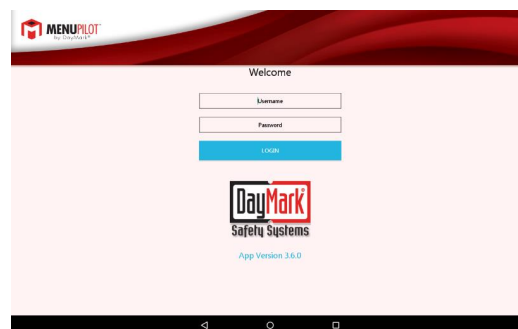 MENUPILOT
by DayMark®
Welcome
Username
Password
LOGIN
DayMark
Safety Systems
App Version 3.6.0